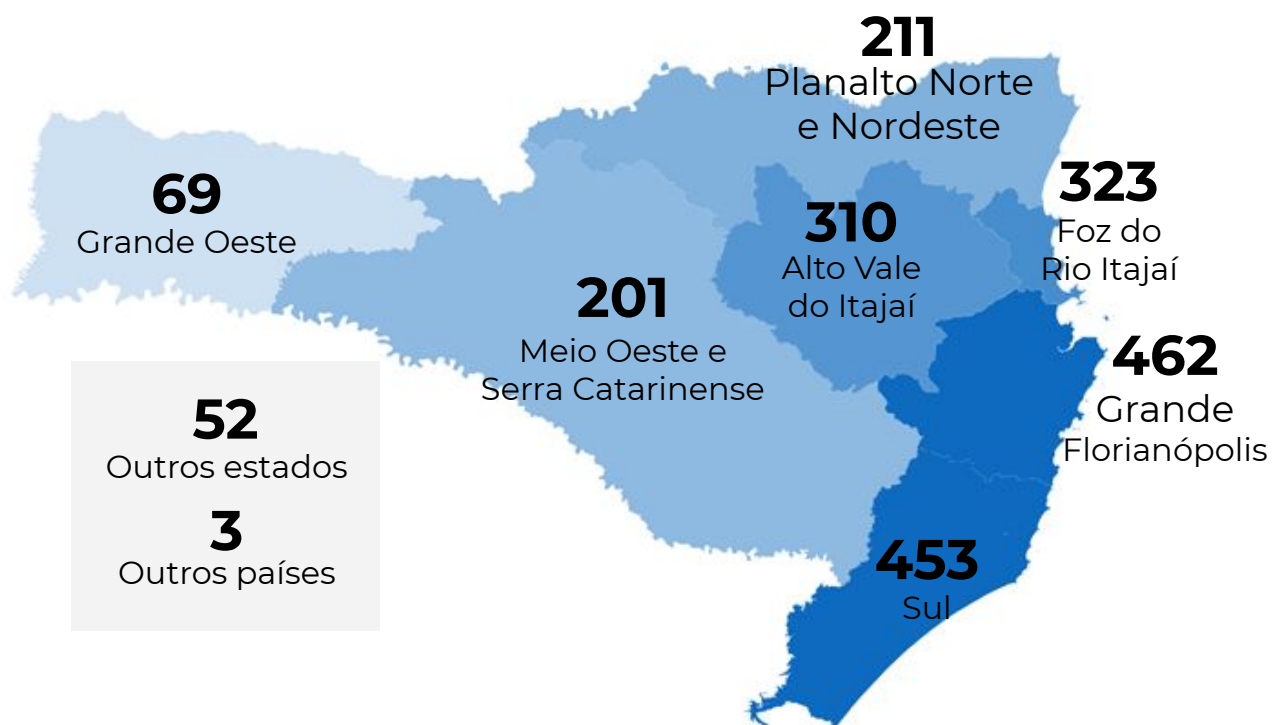 211
Planalto Norte
e Nordeste
69
Grande Oeste
310
Alto Vale
do Itajaí
323
Foz do
Rio Itajaí
201
Meio Oeste e
Serra Catarinense
462
Grande
Florianópolis
52
Outros estados
3
Outros países
453
Sul